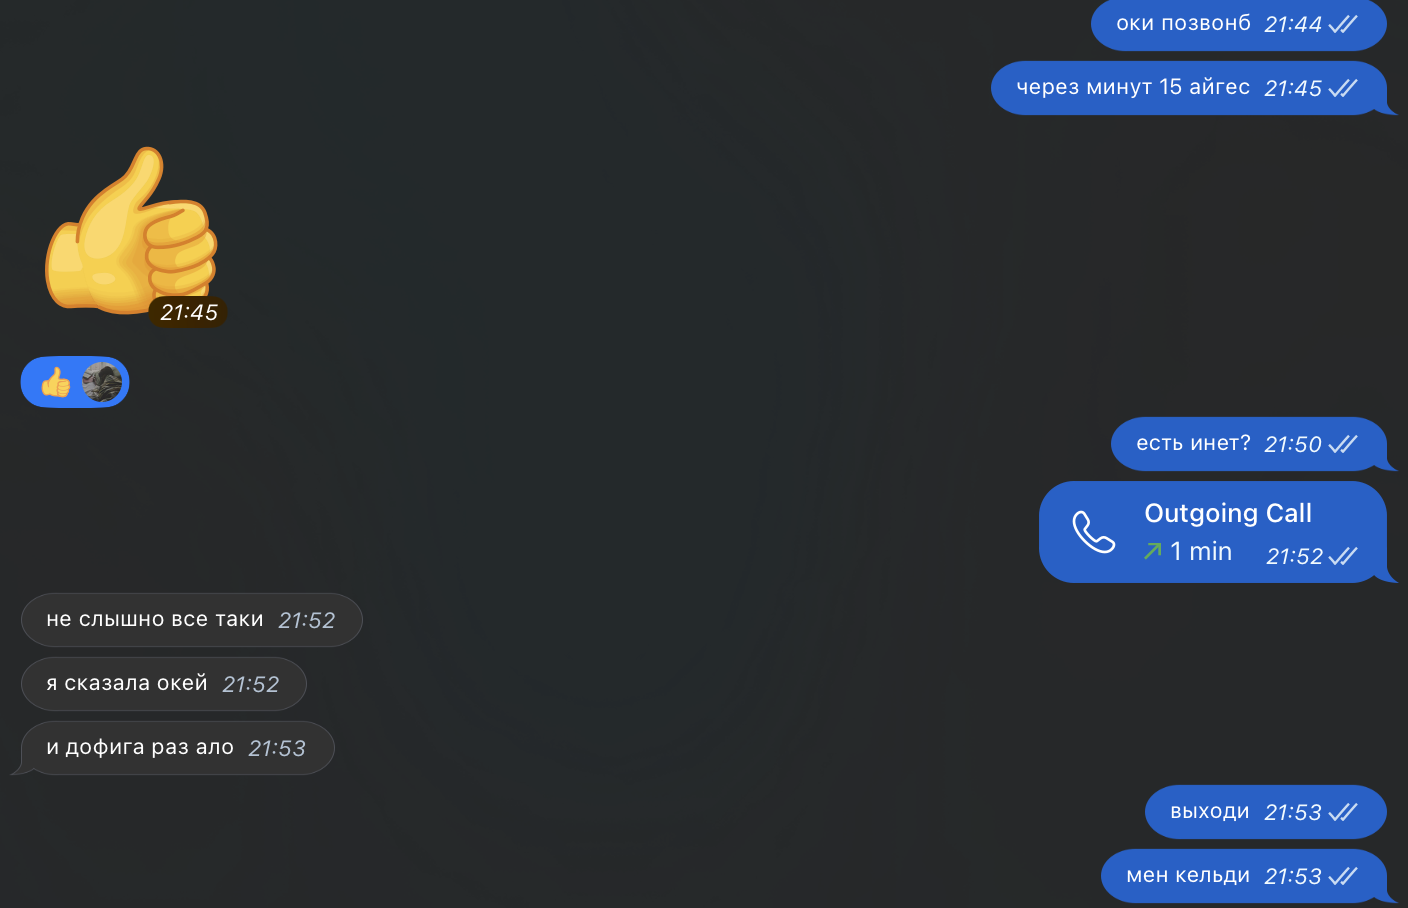 оки позвонб 21:44
через минут 15 айгес 21:45
21:45
есть инет? 21:50
Outgoing Call
1 min 21:52
не слышно все таки 21:52
я сказала окей 21:52
и дофига раз ало 21:53
выходи 21:53
мен кельди 21:53